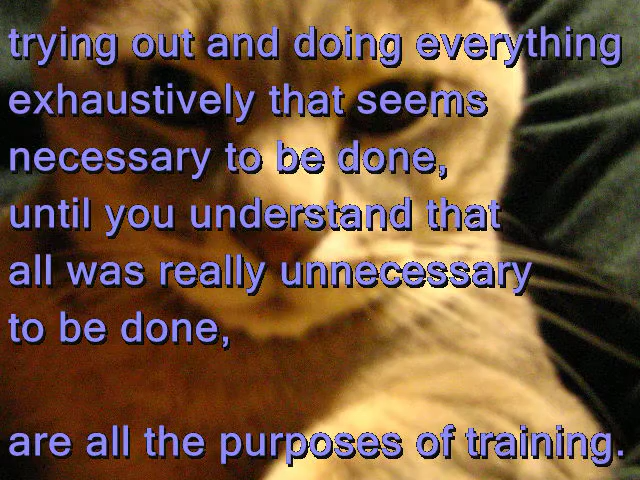 trying out and doing everything
exhaustively that seems
necessary to be done,
until you understand that
all was really unnecessary
to be done,
are all the purposes of training.